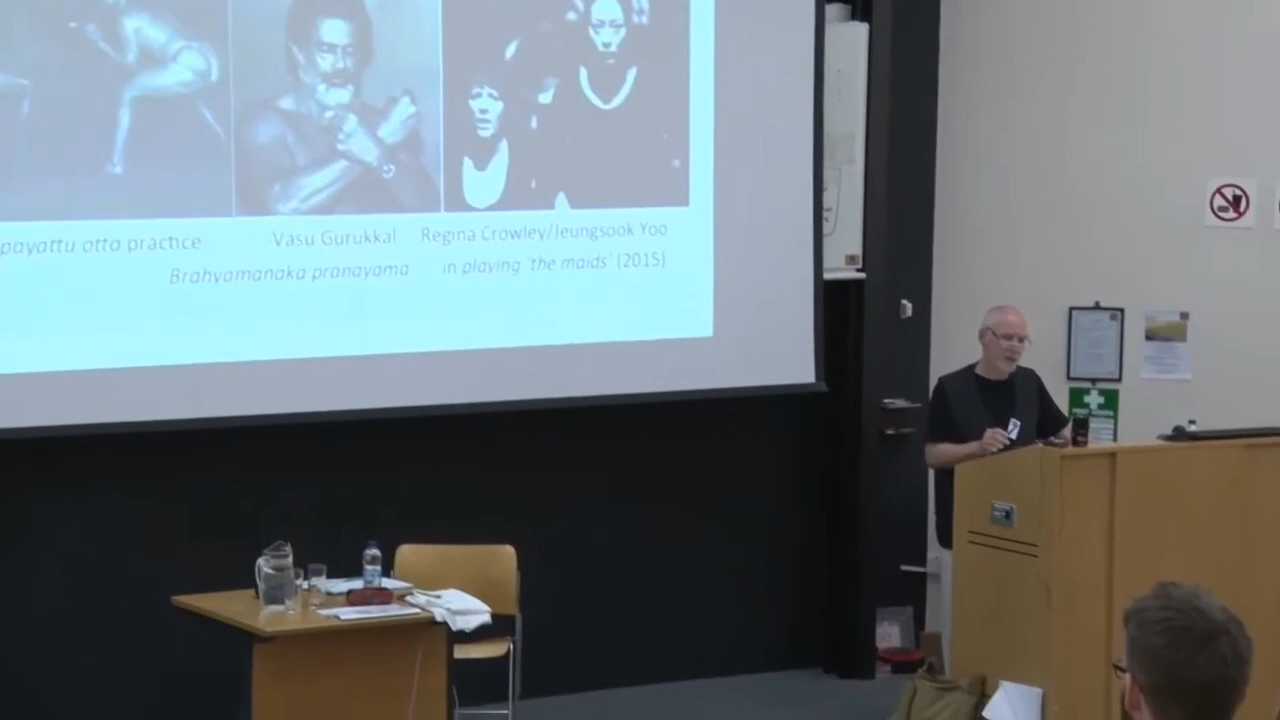 payattu otta practice
Vasu Gurukkal
Regina Crowley/Jeungsook Yoo
Brahyamanaka pranayama
in playing 'the maids' (2015)